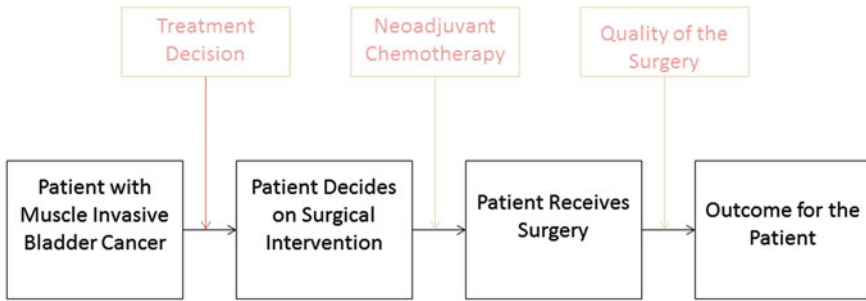 Treatment
Decision
Neoadjuvant
Chemotherapy
Quality of the
Surgery
Patient with
Muscle Invasive
Bladder Cancer
Patient Decides
on Surgical
Intervention
Patient Receives
Surgery
Outcome for the
Patient